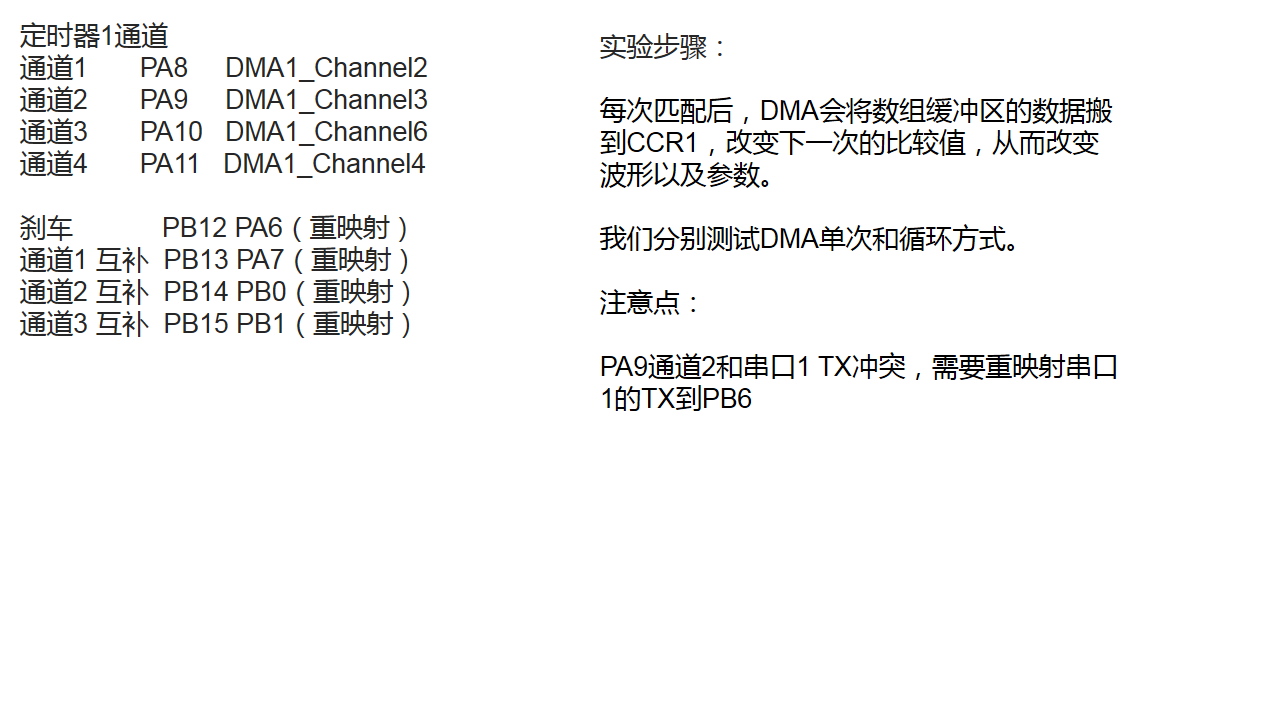 定时器1通道
通道1 PA8 DMA1_Channel2
通道2 PA9 DMA1_Channel3
通道3 PA10 DMA1_Channel6
通道4 PA11 DMA1_Channel4
刹车 PB12 PA6（重映射）
通道1 互补 PB13 PA7（重映射）
通道2 互补 PB14 PB0（重映射）
通道3 互补 PB15 PB1（重映射）
实验步骤：
每次匹配后，DMA会将数组缓冲区的数据搬
到CCR1，改变下一次的比较值，从而改变
波形以及参数。
我们分别测试DMA单次和循环方式。
注意点：
PA9通道2和串口1 TX冲突，需要重映射串口
1的TX到PB6